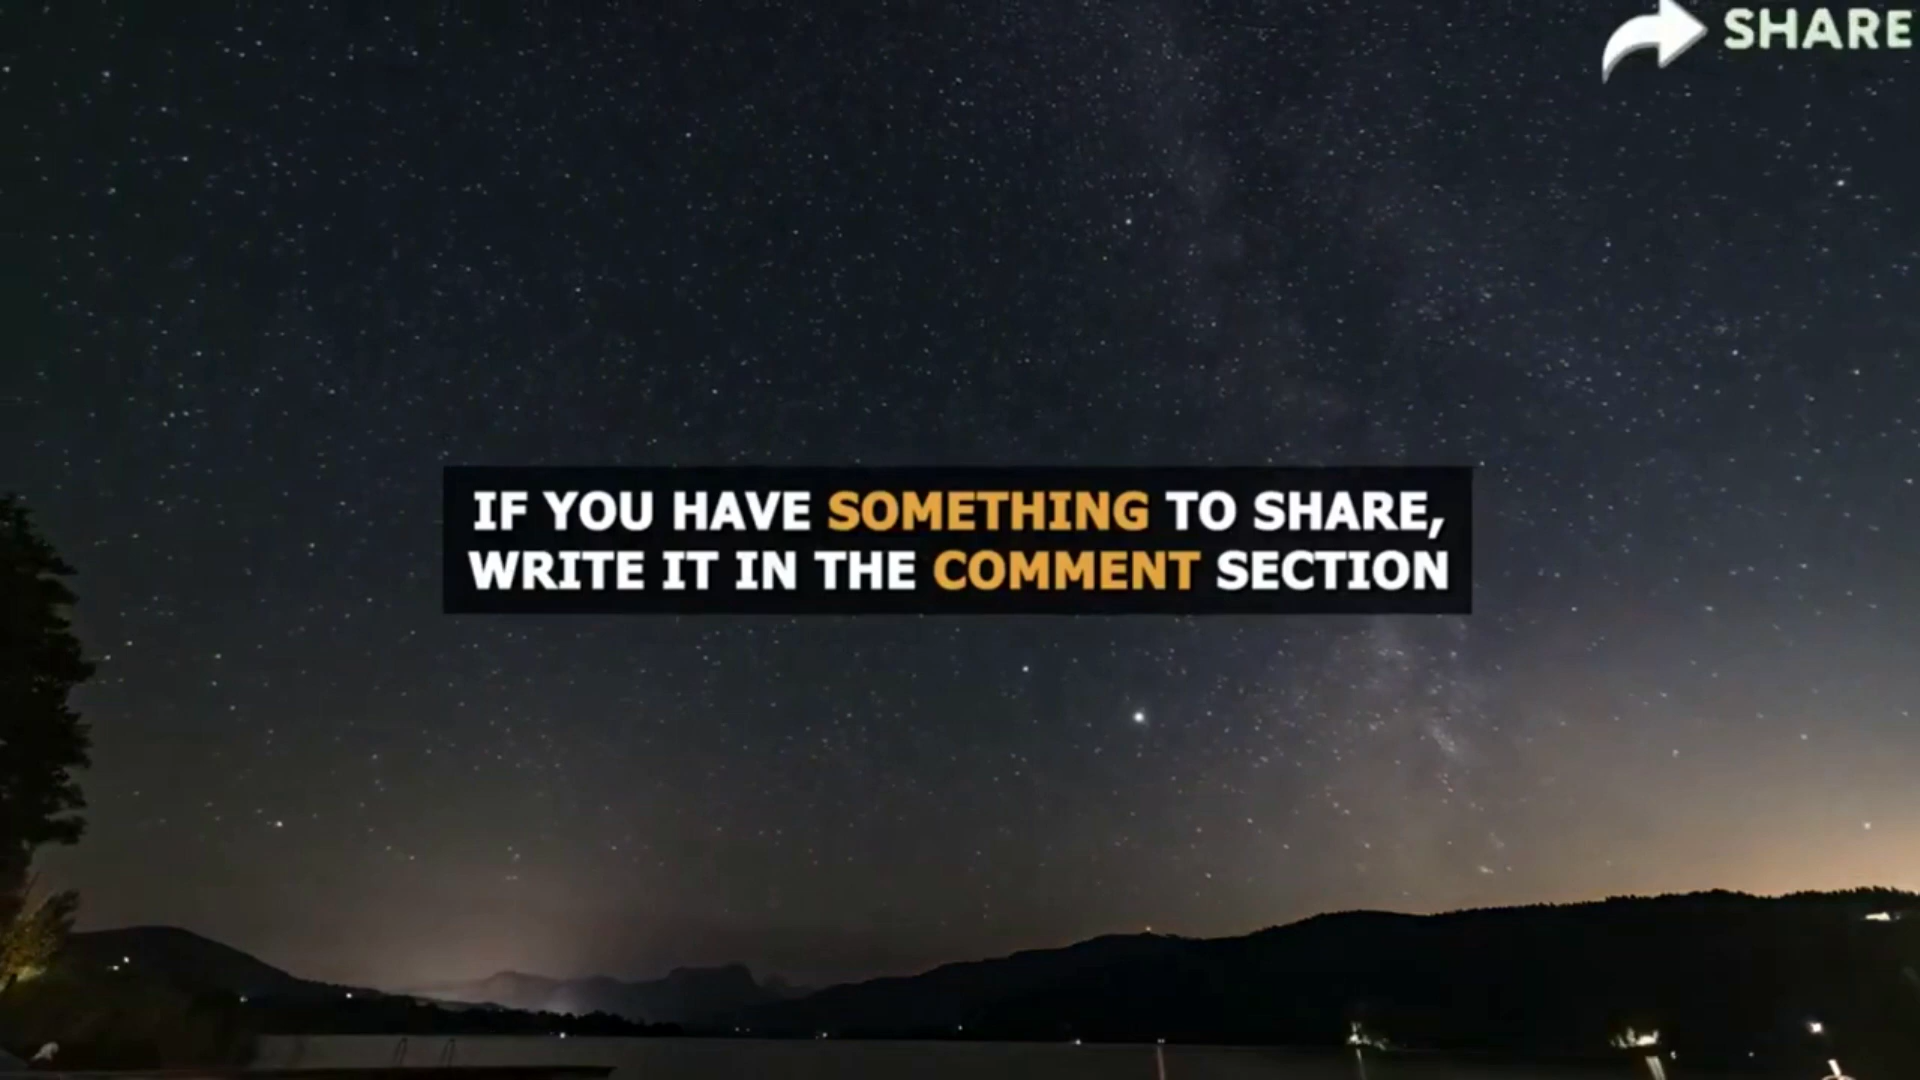 SHARE
IF YOU HAVE SOMETHING TO SHARE,
WRITE IT IN THE COMMENT SECTION